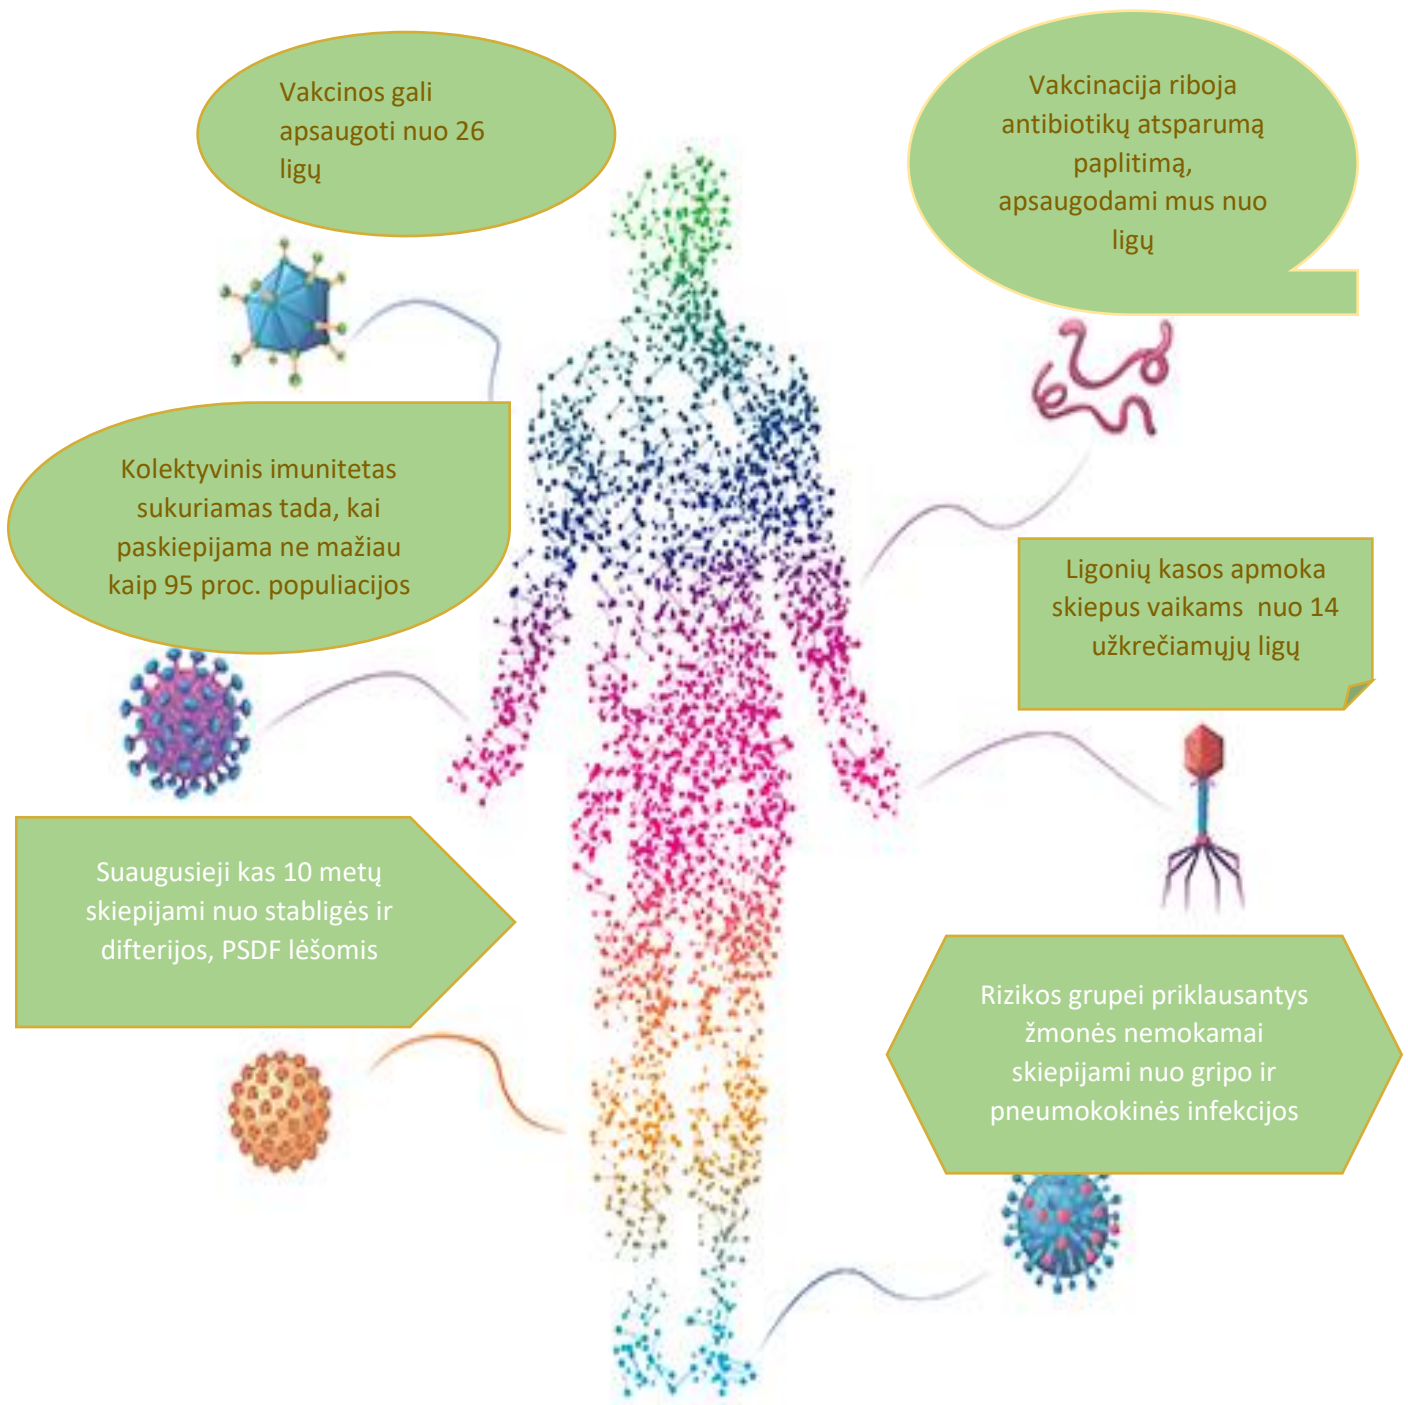 Vakcinos gali
apsaugoti nuo 26
ligų
Vakcinacija riboja
antibiotikų atsparumą
paplitimą,
apsaugodami mus nuo
ligų
Kolektyvinis imunitetas
sukuriamas tada, kai
paskiepijama ne mažiau
kaip 95 proc. populiacijos
Ligonių kasos apmoka
skiepus vaikams  nuo 14
užkrečiamųjų ligų
Suaugusieji kas 10 metų
skiepijami nuo stabligės ir
difterijos, PSDF lėšomis
Rizikos grupei priklausantys
žmonės nemokamai
skiepijami nuo gripo ir
pneumokokinės infekcijos